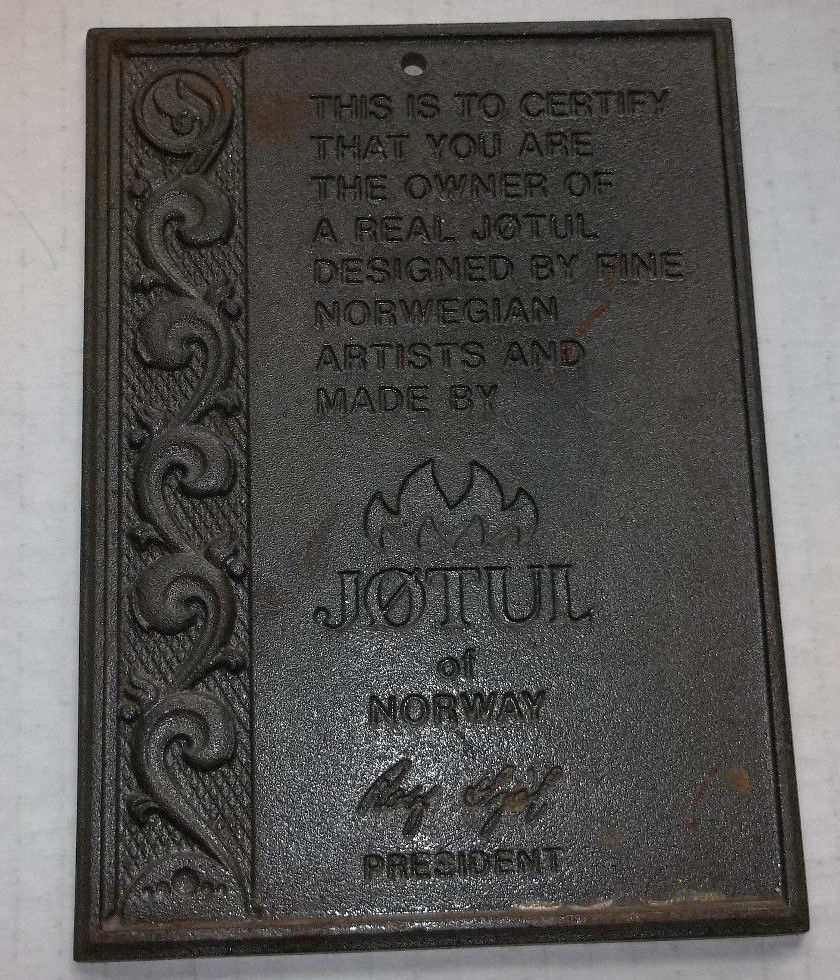 THIS IS TO CERTIFY
THAT YOU ARE
THE OWNER OF
A REAL JØTUL
DESIGNED BY FINE
NORWEGIAN
ARTISTS AND
MADE BY
JØTUL
of
NORWAY
PRESIDENT